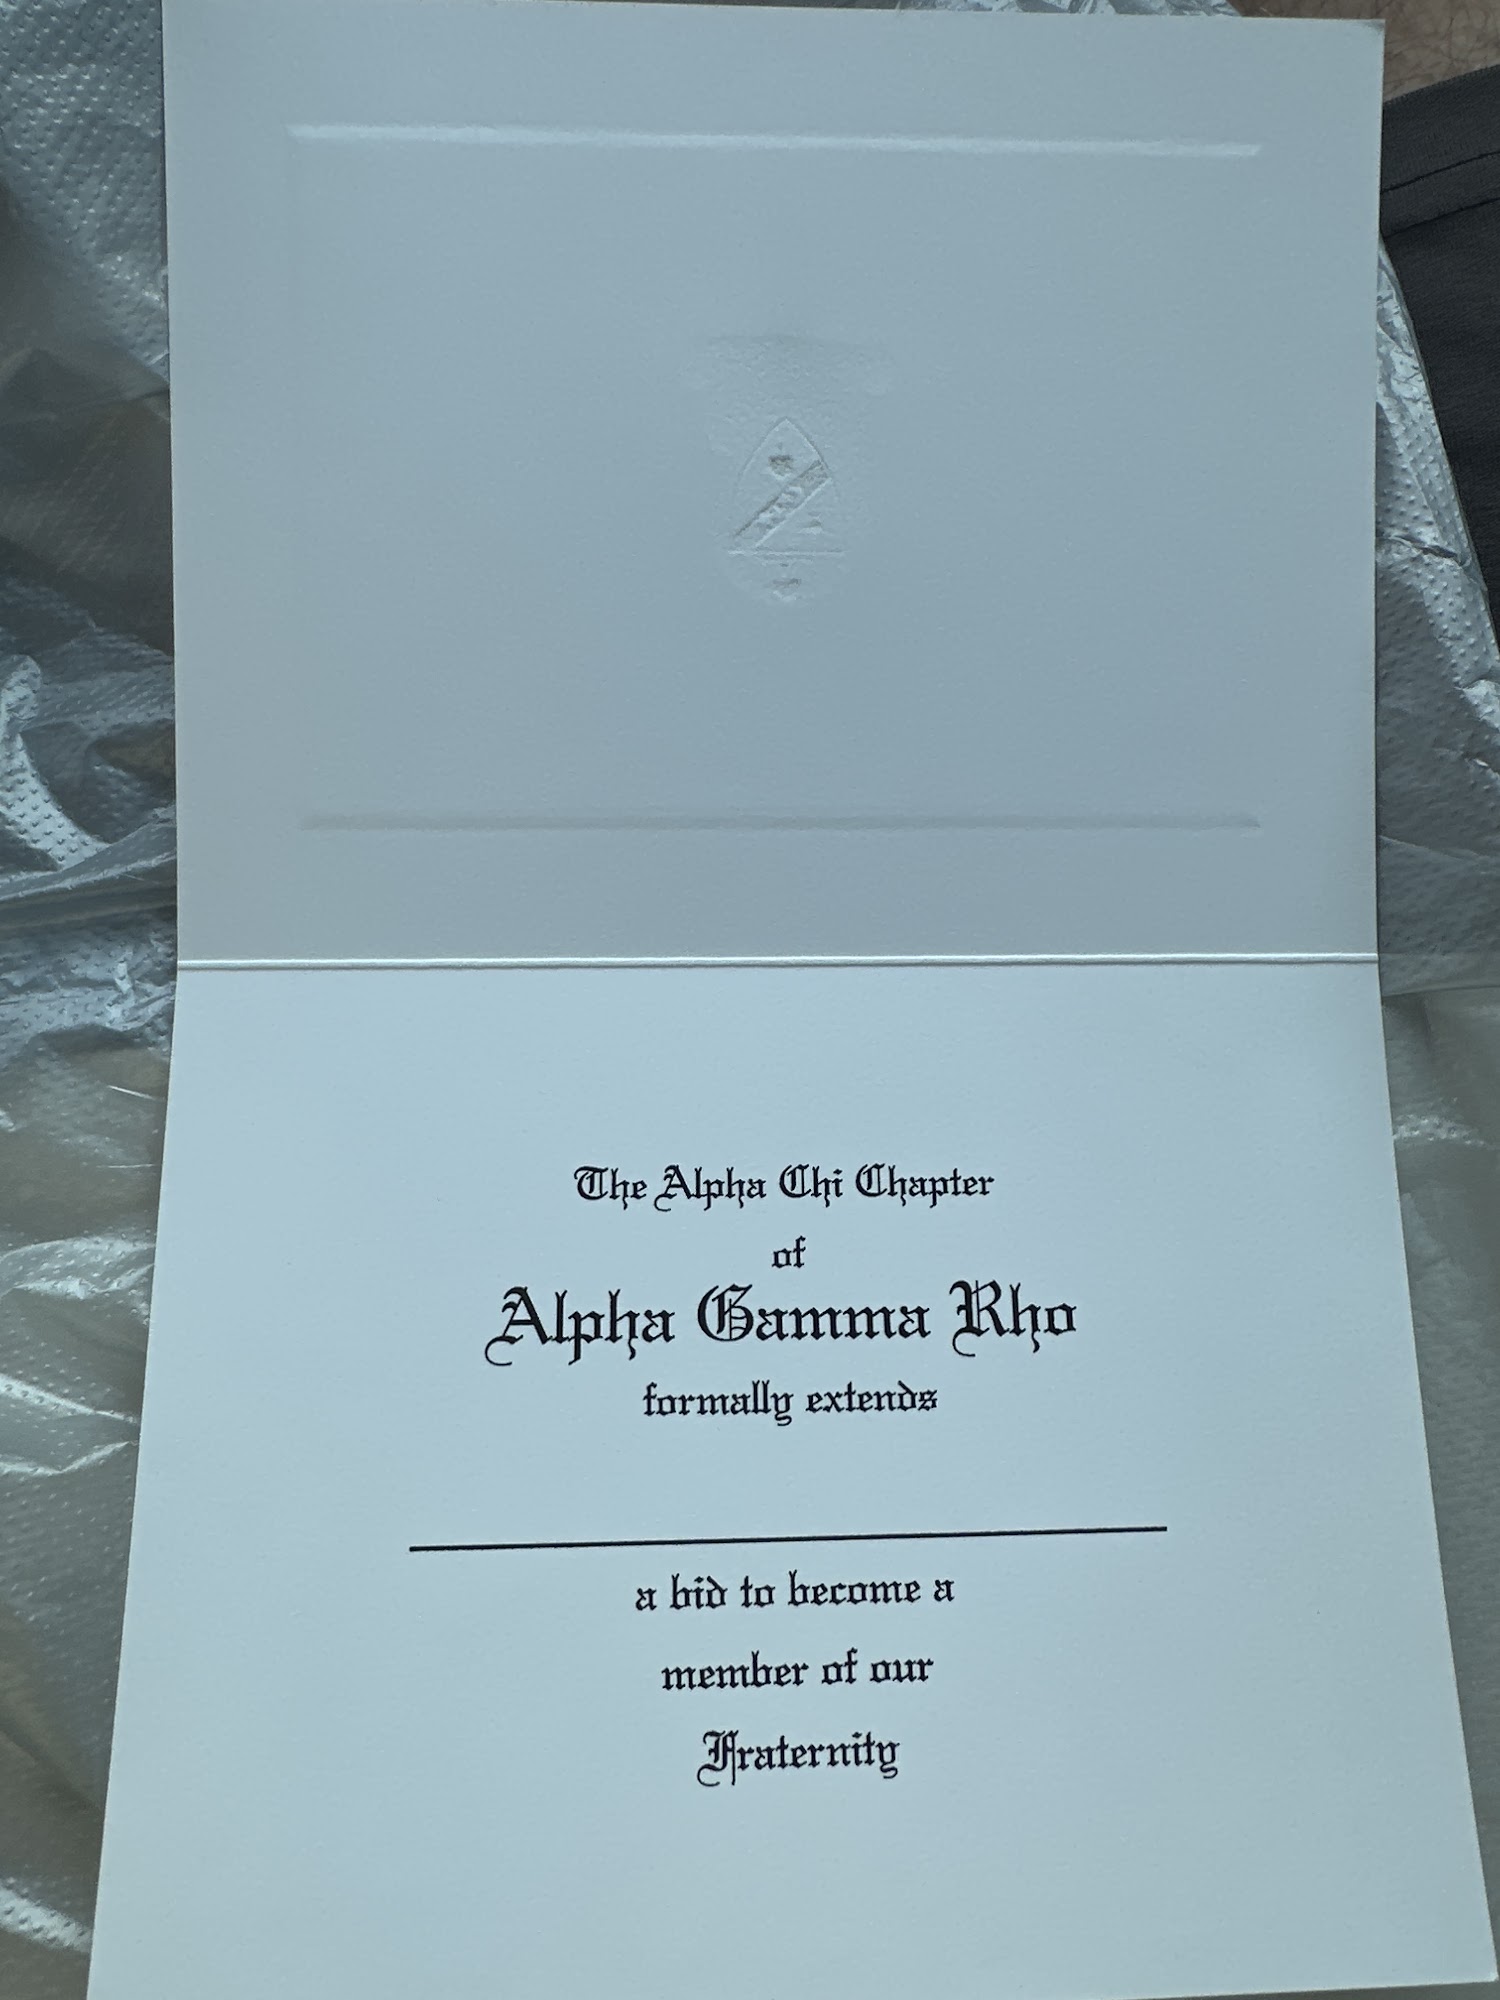 The Alpha Chi Chapter
of
Alpha Gamma Rho
formally extends
a bid to become a
member of our
Fraternity